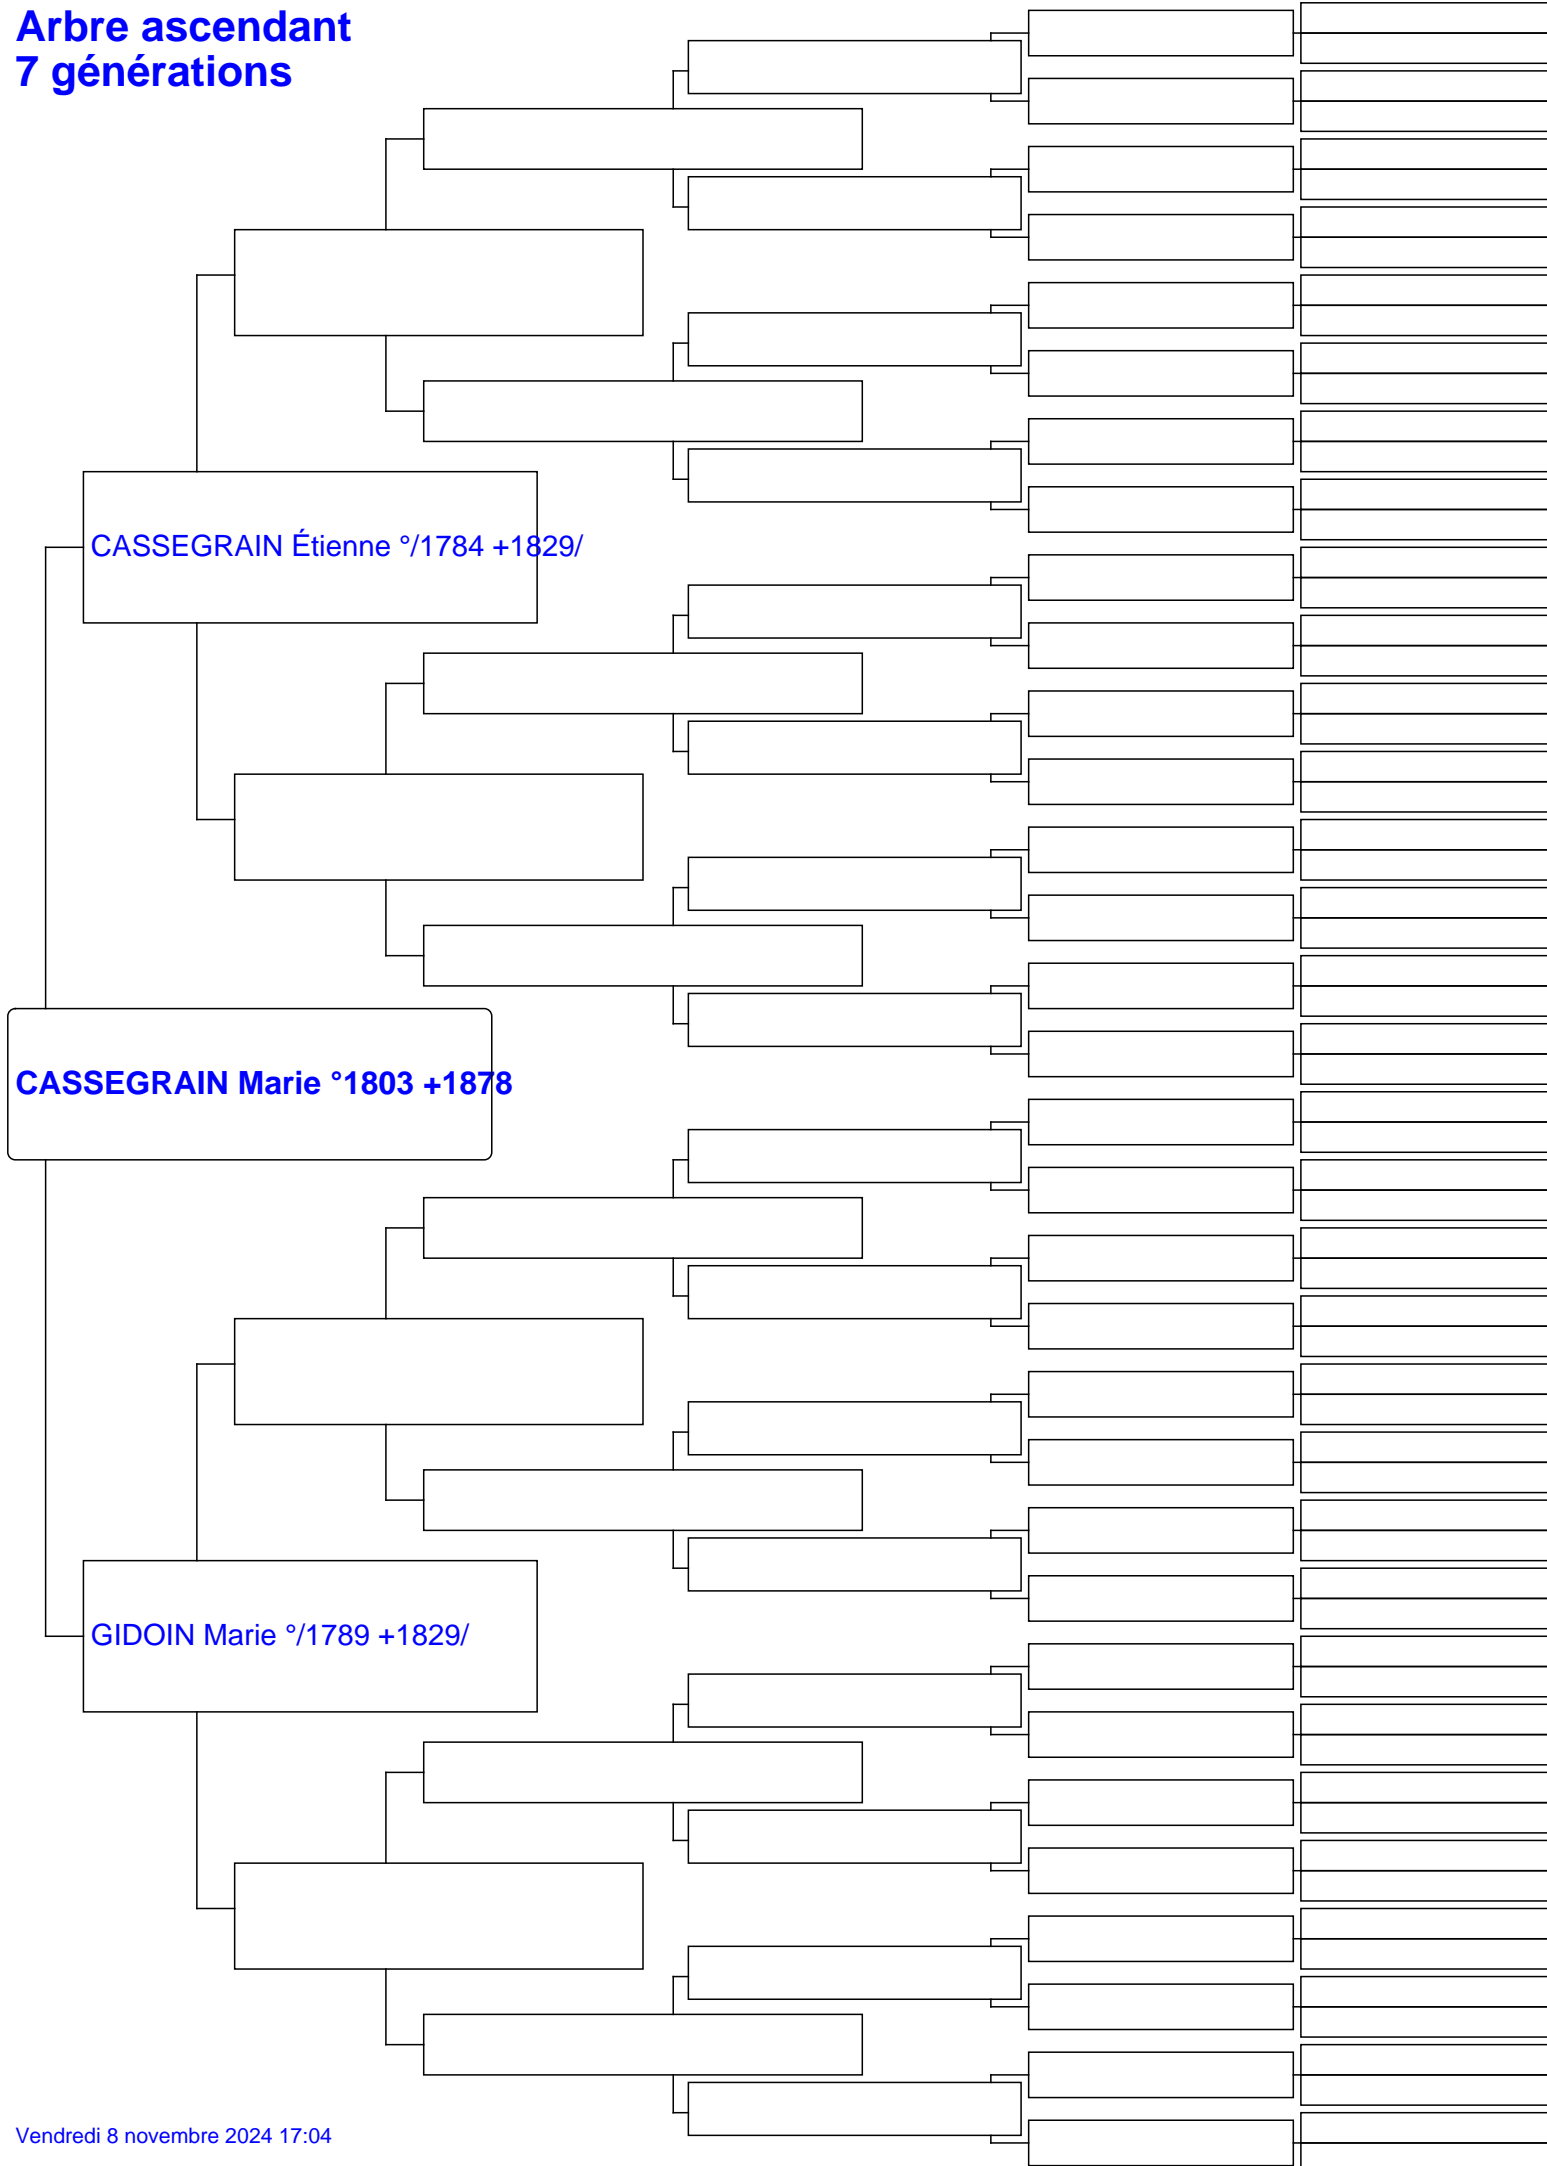 Arbre ascendant
7 générations
CASSEGRAIN Étienne °/1784 +1829/
CASSEGRAIN Marie °1803 +1878
GIDOIN Marie °/1789 +1829/
Vendredi 8 novembre 2024 17:04